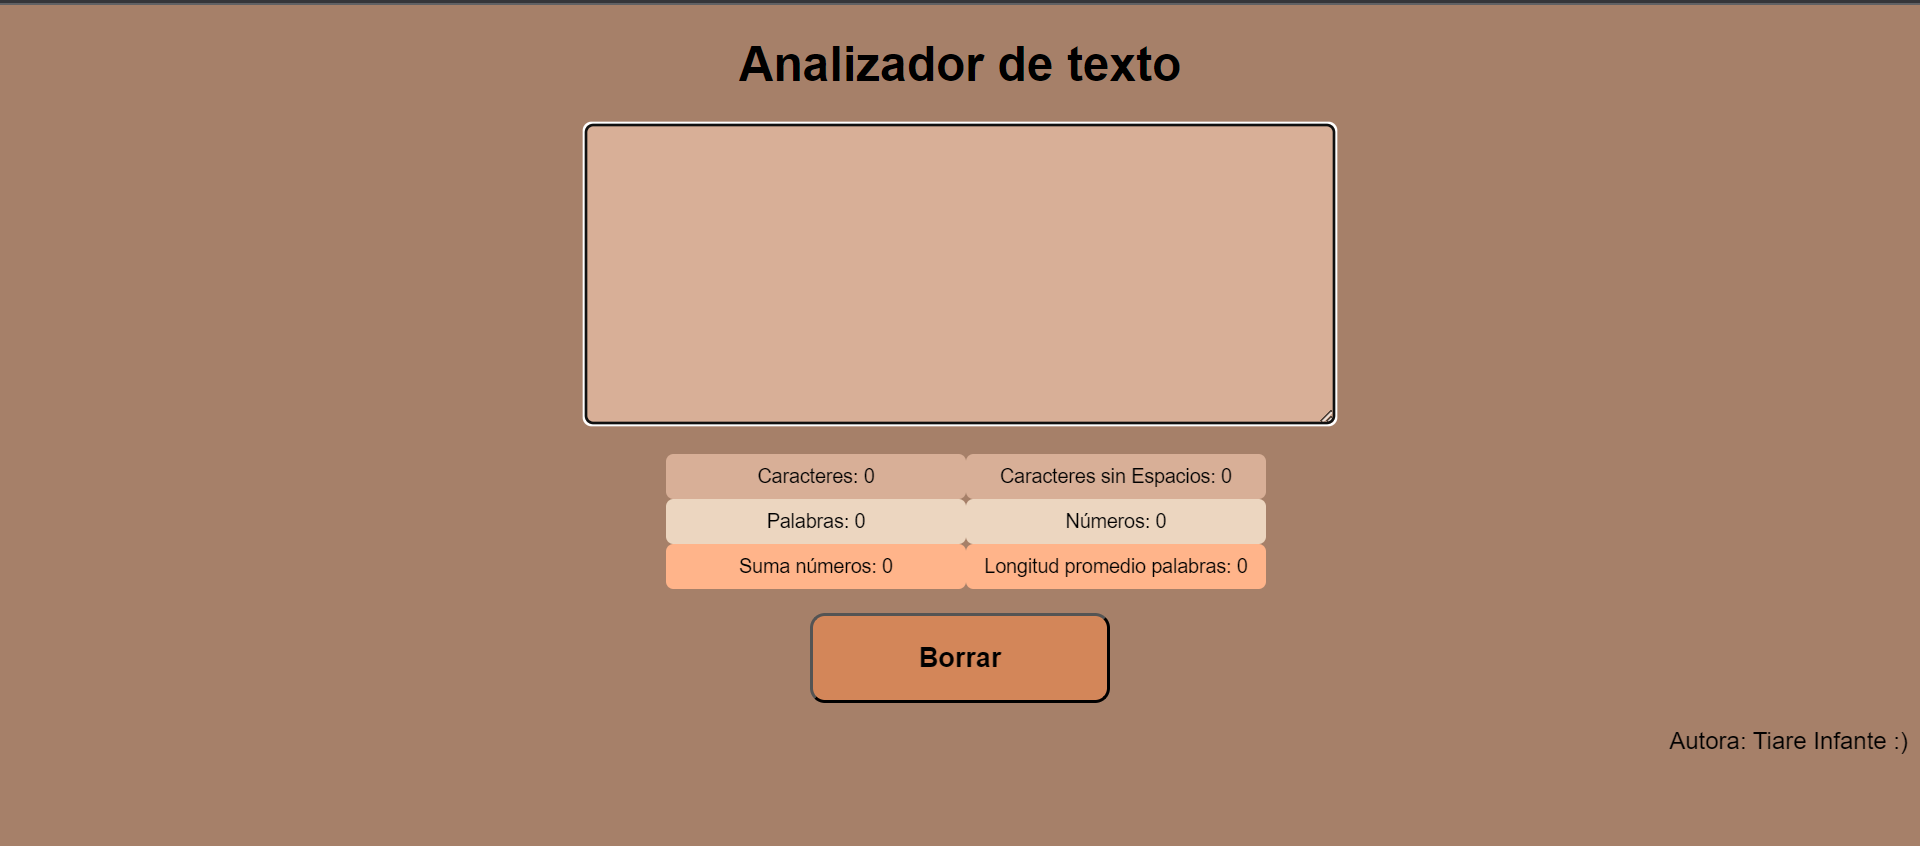 Analizador de texto
Caracteres: 0
Caracteres sin Espacios: 0
Palabras: 0
Números: 0
Suma números: 0
Longitud promedio palabras: 0
Borrar
Autora: Tiare Infante :)